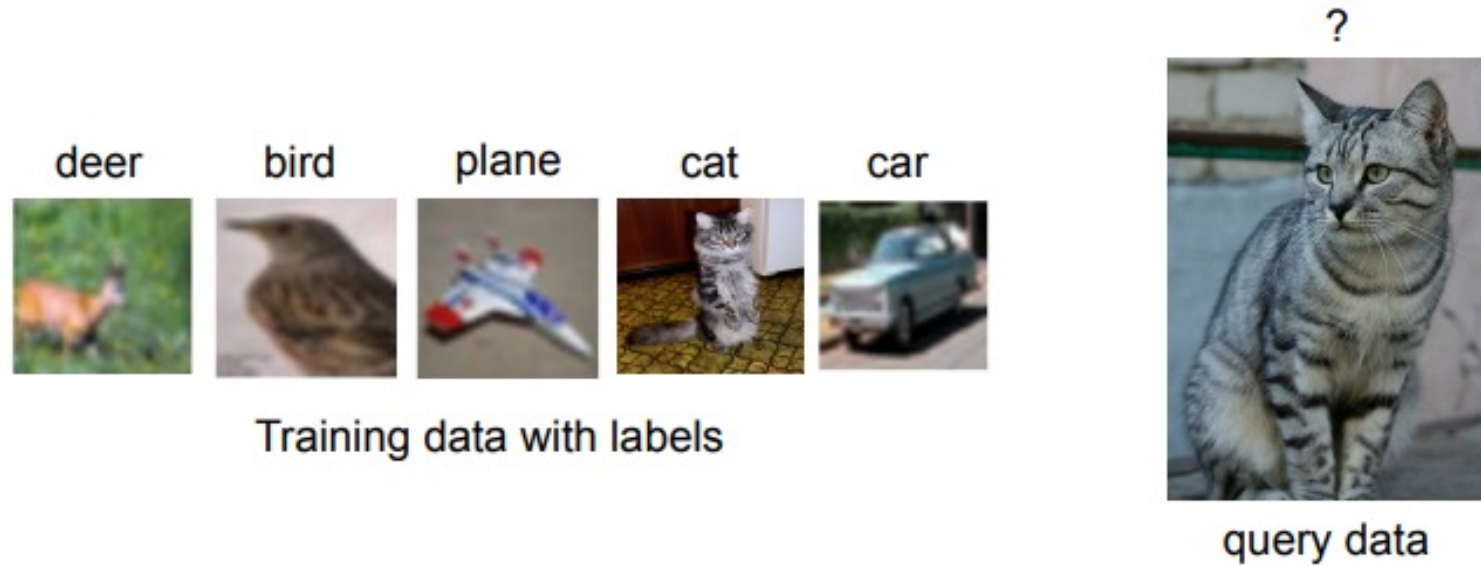 deer
bird
plane
cat
car
Training data with labels
?
query data